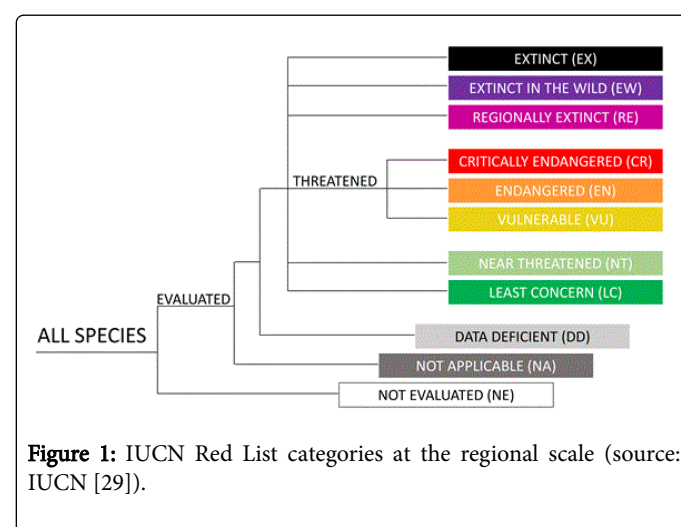 EXTINCT (EX)
EXTINCT IN THE WILD (EW)
REGIONALLY EXTINCT (RE)
CRITICALLY ENDANGERED (CR)
THREATENED
ENDANGERED (EN)
VULNERABLE (VU)
NEAR THREATENED (NT)
LEAST CONCERN (LC)
EVALUATED
ALL SPECIES
DATA DEFICIENT (DD)
NOT APPLICABLE (NA)
NOT EVALUATED (NE)
Figure 1: IUCN Red List categories at the regional scale (source:
IUCN [29]).